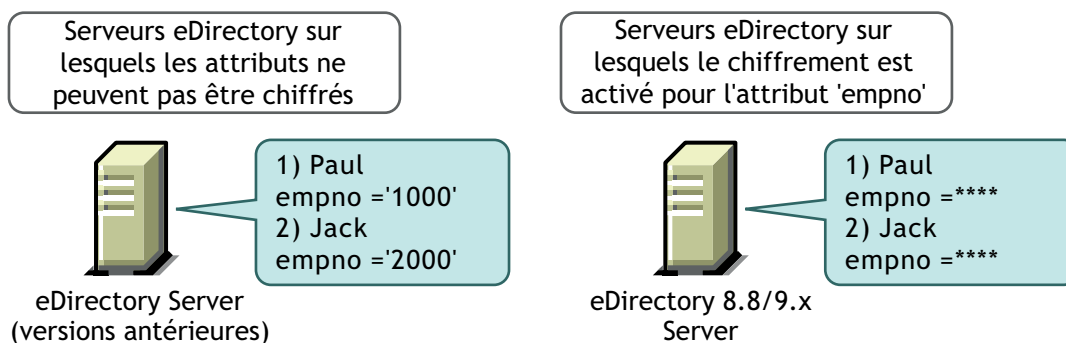 Serveurs eDirectory sur
lesquels les attributs ne
peuvent pas être chiffrés
Serveurs eDirectory sur
lesquels le chiffrement est
activé pour l'attribut 'empno'
1) Paul
empno ='1000'
2) Jack
empno ='2000'
1) Paul
empno =****
2) Jack
empno =****
eDirectory Server
(versions antérieures)
eDirectory 8.8/9.x
Server